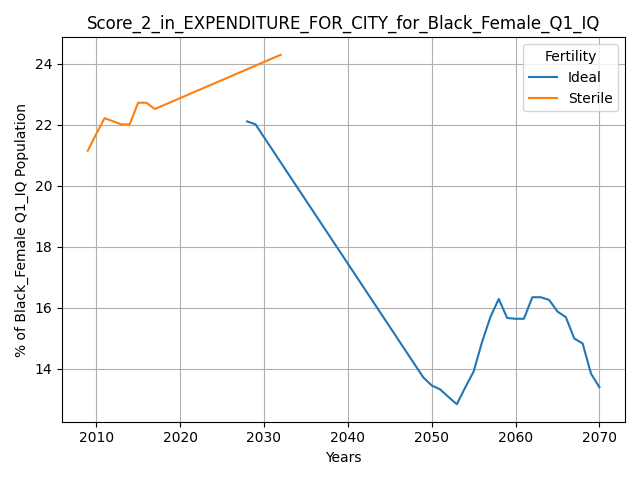 Score_2_in_EXPENDITURE_FOR_CITY_for_Black_Female_Q1_IQ
Fertility
Ideal
Sterile
% of Black_Female Q1_IQ Population
24
22
20
18
16
14
2010 2020 2030 2040 2050 2060 2070
Years